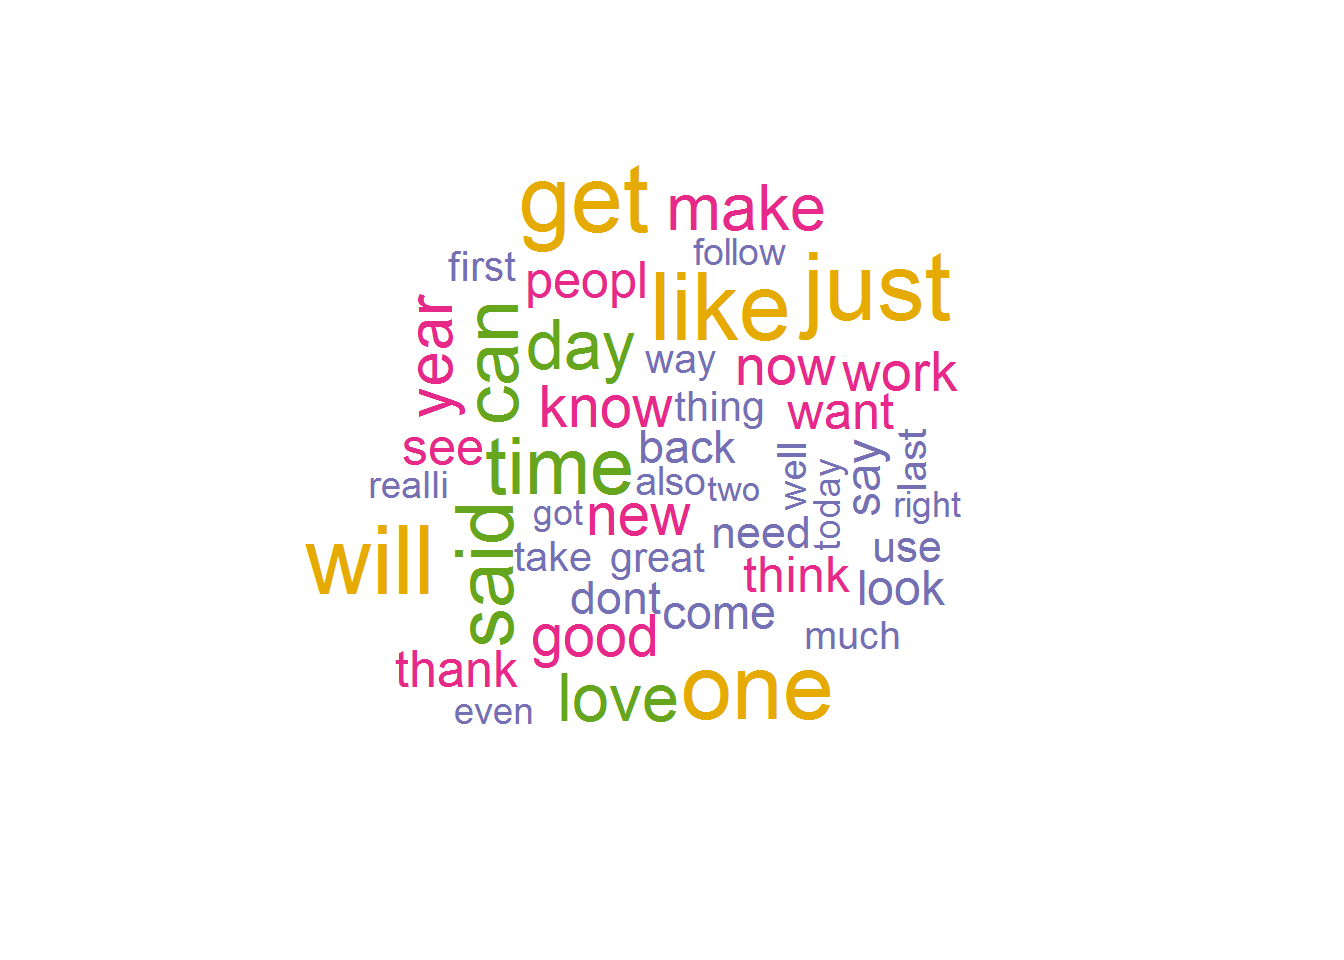 get
make
follow
first
peopl
like
just
year
can
day
way
now
work
know
thing
want
see
time
back
well
say
last
realli
also
two
today
right
got
new
need
use
will
said
take
great
think
look
dont
come
good
much
thank
love
one
even